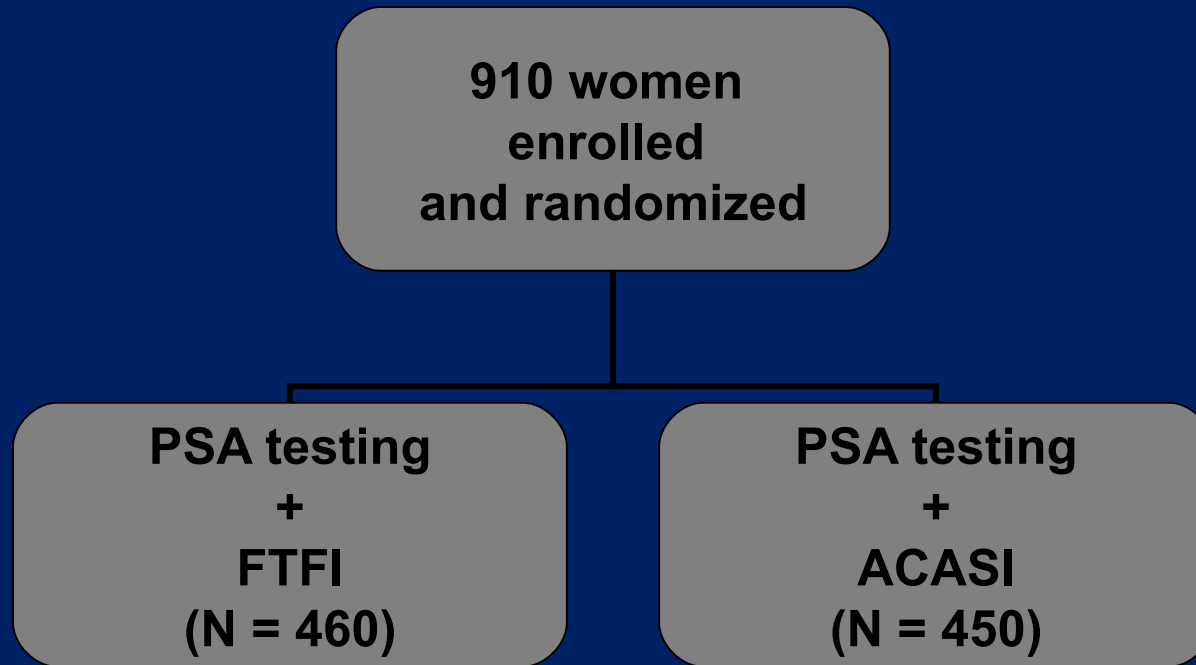 910 women
enrolled
and randomized
PSA testing
+
FTFI
(N = 460)
PSA testing
+
ACASI
(N = 450)